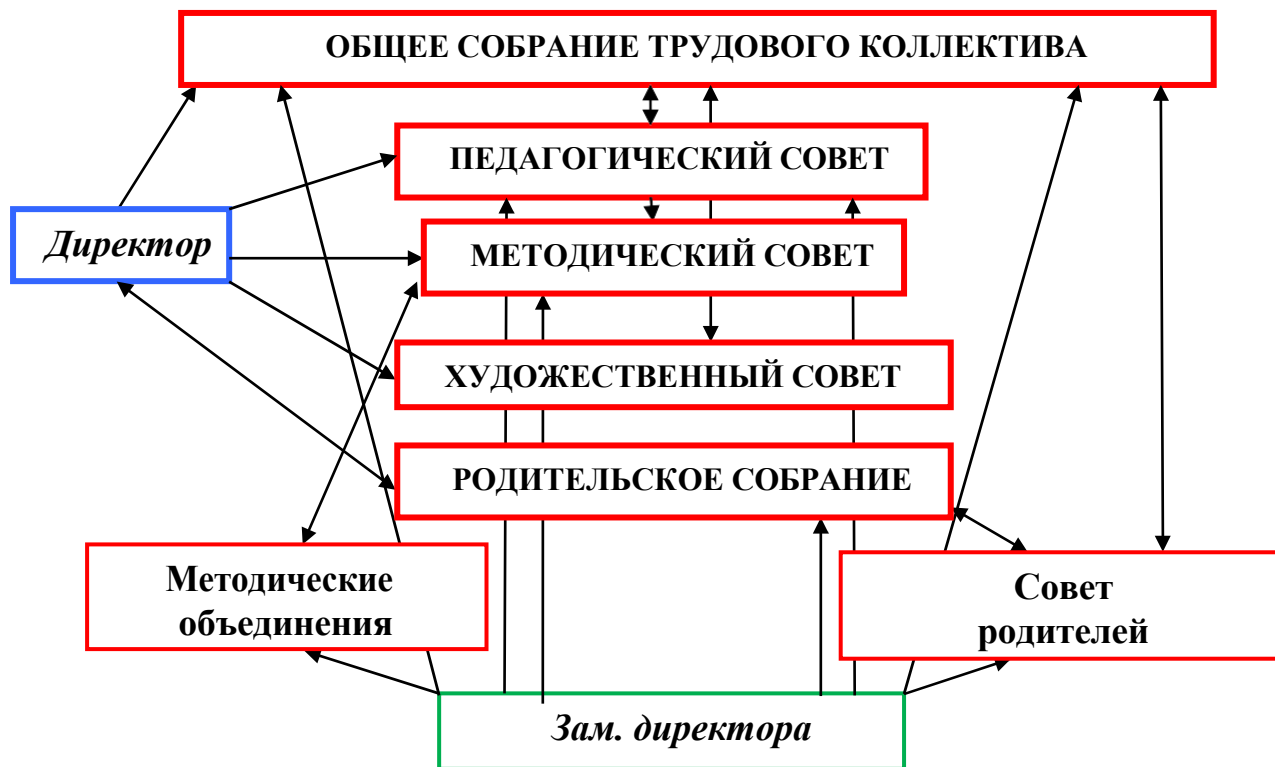 ОБЩЕЕ СОБРАНИЕ ТРУДОВОГО КОЛЛЕКТИВА
ПЕДАГОГИЧЕСКИЙ СОВЕТ
Директор
МЕТОДИЧЕСКИЙ СОВЕТ
ХУДОЖЕСТВЕННЫЙ СОВЕТ
РОДИТЕЛЬСКОЕ СОБРАНИЕ
Методические
объединения
Совет
родителей
Зам. директора